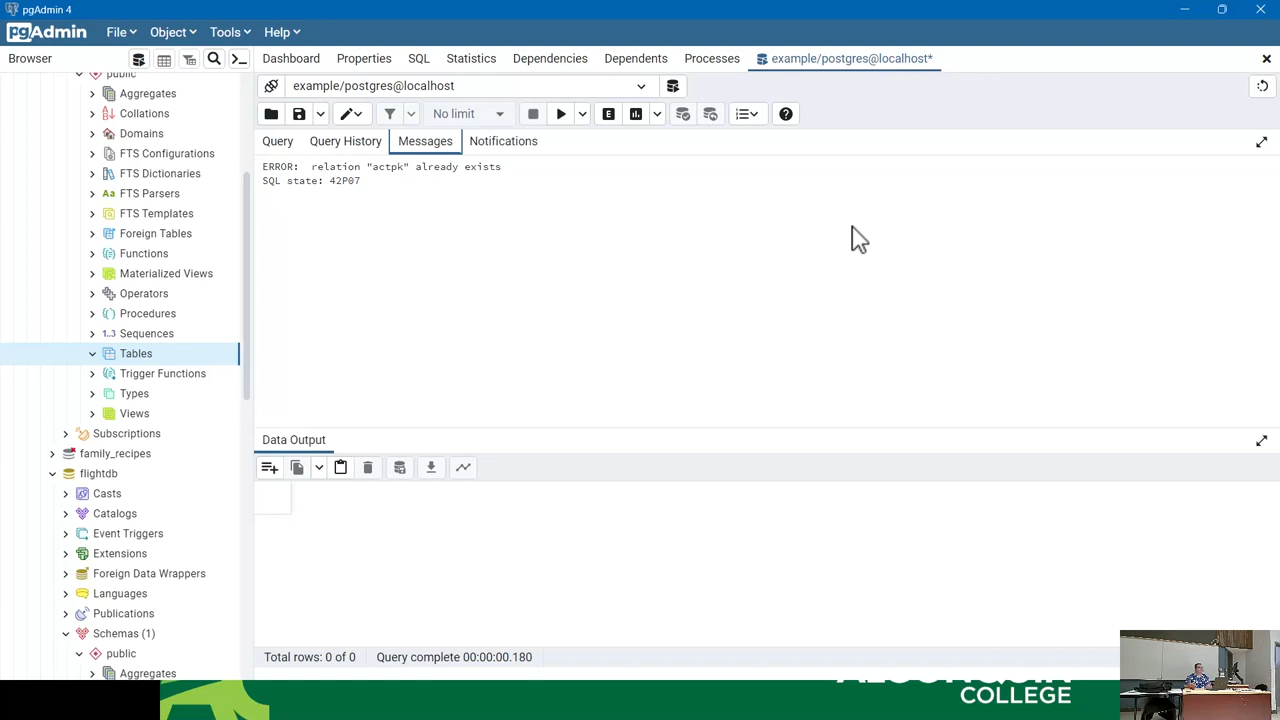 pgAdmin 4
pgAdmin File Object Tools Help
Browser
Dashboard Properties SQL Statistics Dependencies Dependents Processes example/postgres@localhost*
example/postgres@localhost
No limit
E
Query Query History Messages Notifications
ERROR: relation "actpk" already exists
SQL state: 42P07
public
Aggregates
Collations
Domains
FTS Configurations
FTS Dictionaries
Aa FTS Parsers
FTS Templates
Foreign Tables
Functions
Materialized Views
Operators
Procedures
1..3 Sequences
Tables
Trigger Functions
Types
Views
Subscriptions
family_recipes
flightdb
Casts
Catalogs
Event Triggers
Extensions
Foreign Data Wrappers
Languages
Publications
Schemas (1)
public
Aggregates
Data Output
Total rows: 0 of 0 Query complete 00:00:00.180
ALGONQUIN
COLLEGE